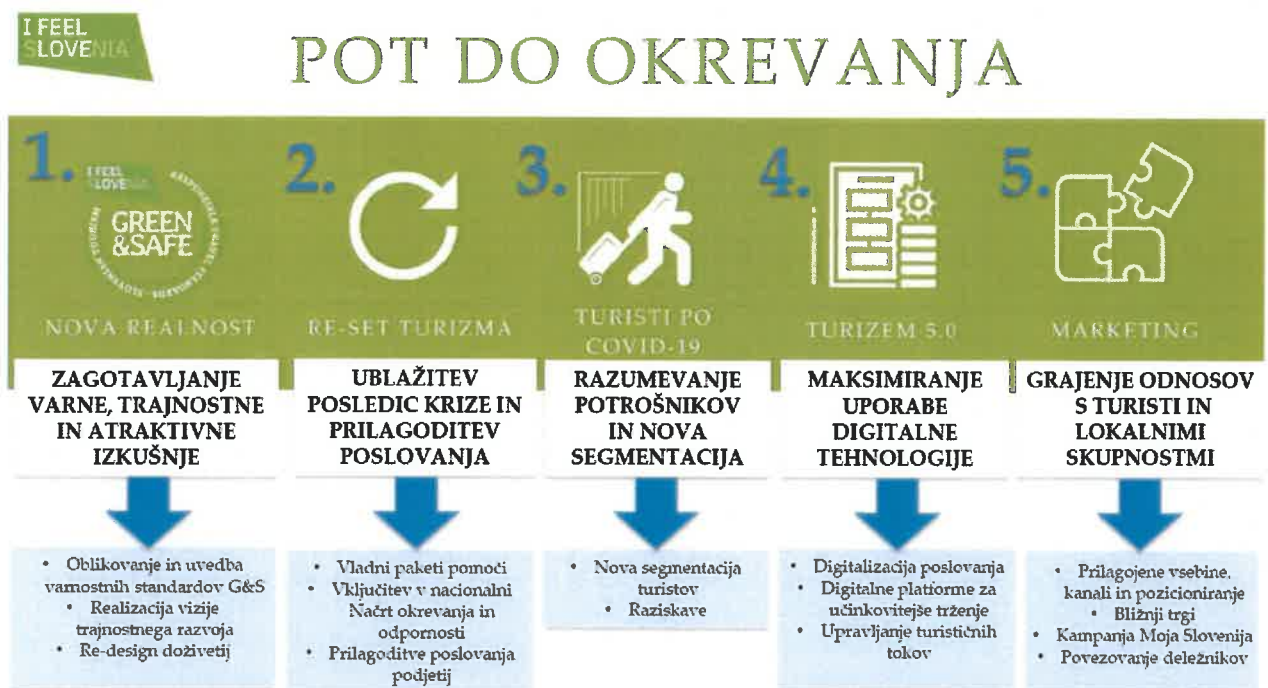 I FEEL
SLOVENIA
POT DO OKREVANJA
1.
I FEEL
SLOVENIA
GREEN
&SAFE
RESPONSIBLE TRAVEL STANDARDS · SLOVENIAN TOURISM
NOVA REALNOST
ZAGOTAVLJANJE
VARNE, TRAJNOSTNE
IN ATRAKTIVNE
IZKUŠNJE
• Oblikovanje in uvedba
varnostnih standardov G&S
• Realizacija vizije
trajnostnega razvoja
• Re-design doživetij
2.
RE-SET TURIZMA
UBLAŽITEV
POSLEDIC KRIZE IN
PRILAGODITEV
POSLOVANJA
• Vladni paketi pomoči
• Vključitev v nacionalni
Načrt okrevanja in
odpornosti
• Prilagoditve poslovanja
podjetij
3.
TURISTI PO
COVID-19
RAZUMEVANJE
POTROŠNIKOV
IN NOVA
SEGMENTACIJA
• Nova segmentacija
turistov
• Raziskave
4.
TURIZEM 5.0
MAKSIMIRANJE
UPORABE
DIGITALNE
TEHNOLOGIJE
• Digitalizacija poslovanja
• Digitalne platforme za
učinkovitejše trženje
• Upravljanje turističnih
tokov
5.
MARKETING
GRAJENJE ODNOSOV
S TURISTI IN
LOKALNIMI
SKUPNOSTMI
• Prilagojene vsebine,
kanali in pozicioniranje
• Bližnji trgi
• Kampanja Moja Slovenija
• Povezovanje deležnikov